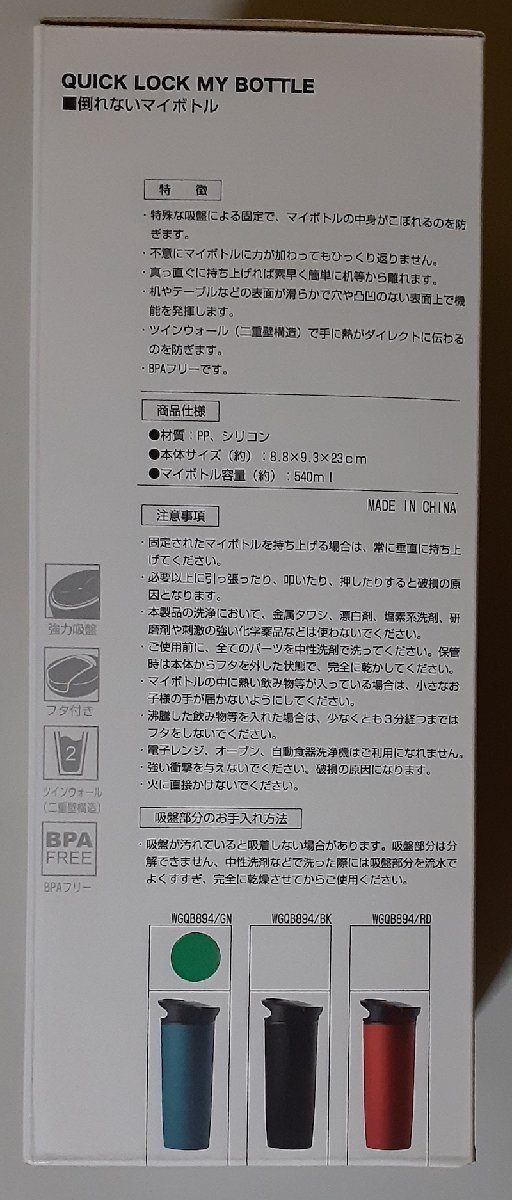 QUICK LOCK MY BOTTLE
■倒れないマイボトル
特 徴
・特殊な吸盤による固定で、マイボトルの中身がこぼれるのを防
ぎます。
・不意にマイボトルに力が加わってもひっくり返りません。
・真っ直ぐに持ち上げれば素早く簡単に机等から離れます。
・机やテーブルなどの表面が滑らかで穴や凸凹のない表面上で機
能を発揮します。
・ツインウォール（二重壁構造）で手に熱がダイレクトに伝わる
のを防ぎます。
・BPAフリーです。
商品仕様
●材質：PP、シリコン
●本体サイズ（約）：8.8×9.3×23cm
●マイボトル容量（約）：540ml
MADE IN CHINA
注意事項
・固定されたマイボトルを持ち上げる場合は、常に垂直に持ち上
げてください。
・必要以上に引っ張ったり、叩いたり、押したりすると破損の原
因となります。
・本製品の洗浄において、金属タワシ、漂白剤、塩素系洗剤、研
磨剤や刺激の強い化学薬品などは使わないでください。
・ご使用前に、全てのパーツを中性洗剤で洗ってください。保管
時は本体からフタを外した状態で、完全に乾かしてください。
・マイボトルの中に熱い飲み物等が入っている場合は、小さなお
子様の手が届かないようにしてください。
・沸騰した飲み物等を入れた場合は、少なくとも3分経つまでは
フタをしないでください。
・電子レンジ、オーブン、自動食器洗浄機はご利用になれません。
・強い衝撃を与えないでください。破損の原因になります。
・火に直接かけないでください。
強力吸盤
フタ付き
2
ツインウォール
（二重壁構造）
BPA
FREE
BPAフリー
吸盤部分のお手入れ方法
・吸盤が汚れていると吸着しない場合があります。吸盤部分は分
解できません、中性洗剤などで洗った際には吸盤部分を流水で
よくすすぎ、完全に乾燥させてからご使用ください。
WGQB894/GN WGQB894/BK WGQB894/RD